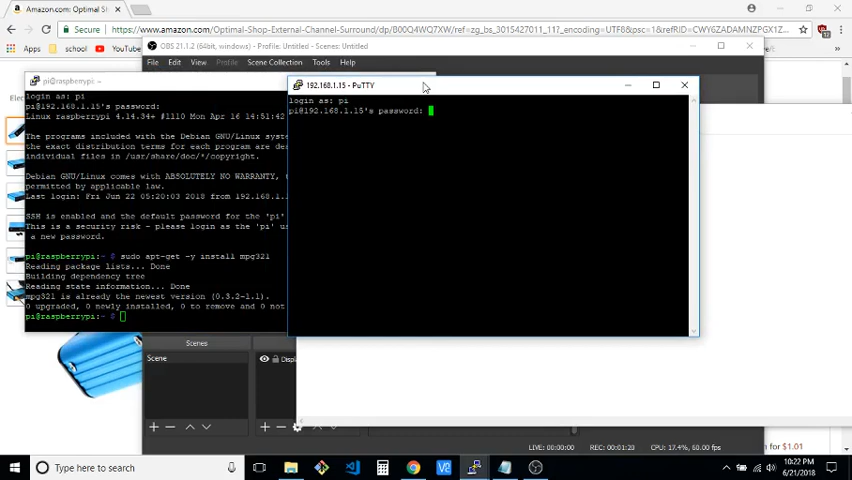 Amazon.com: Optimal Sh
Secure
https://www.amazon.com/Optimal-Shop-External-Channel-Surround/dp/B00Q4WQ7XW/ref=zg_bs_3015427011_11?_encoding=UTF8&psc=1&refRID=CWY6ZADAMNZPGX1Z
Apps
school
YouTube
OBS 21.1.2 (64bit, windows) - Profile: Untitled - Scenes: Untitled
File
Edit
View
Profile
Scene Collection
Tools
Help
Elec
pi@raspberrypi: ~
login as: pi
pi@192.168.1.15's password:
Linux raspberrypi 4.14.34+ #1110 Mon Apr 16 14:51:42
The programs included with the Debian GNU/Linux syste
the exact distribution terms for each program are des
individual files in /usr/share/doc/*/copyright.
Debian GNU/Linux comes with ABSOLUTELY NO WARRANTY, t
permitted by applicable law.
Last login: Fri Jun 22 05:20:03 2018 from 192.168.1.1
SSH is enabled and the default password for the 'pi'
This is a security risk - please login as the 'pi' us
a new password.
pi@raspberrypi:~ $ sudo apt-get -y install mpg321
Reading package lists... Done
Building dependency tree
Reading state information... Done
mpg321 is already the newest version (0.3.2-1.1).
0 upgraded, 0 newly installed, 0 to remove and 0 not
pi@raspberrypi:~ $
192.168.1.15 - PuTTY
login as: pi
pi@192.168.1.15's password:
Scenes
Scene
Displ
LIVE: 00:00:00
REC: 00:01:20
CPU: 17.4%, 60.00 fps
$1.01
Type here to search
10:22 PM
6/21/2018